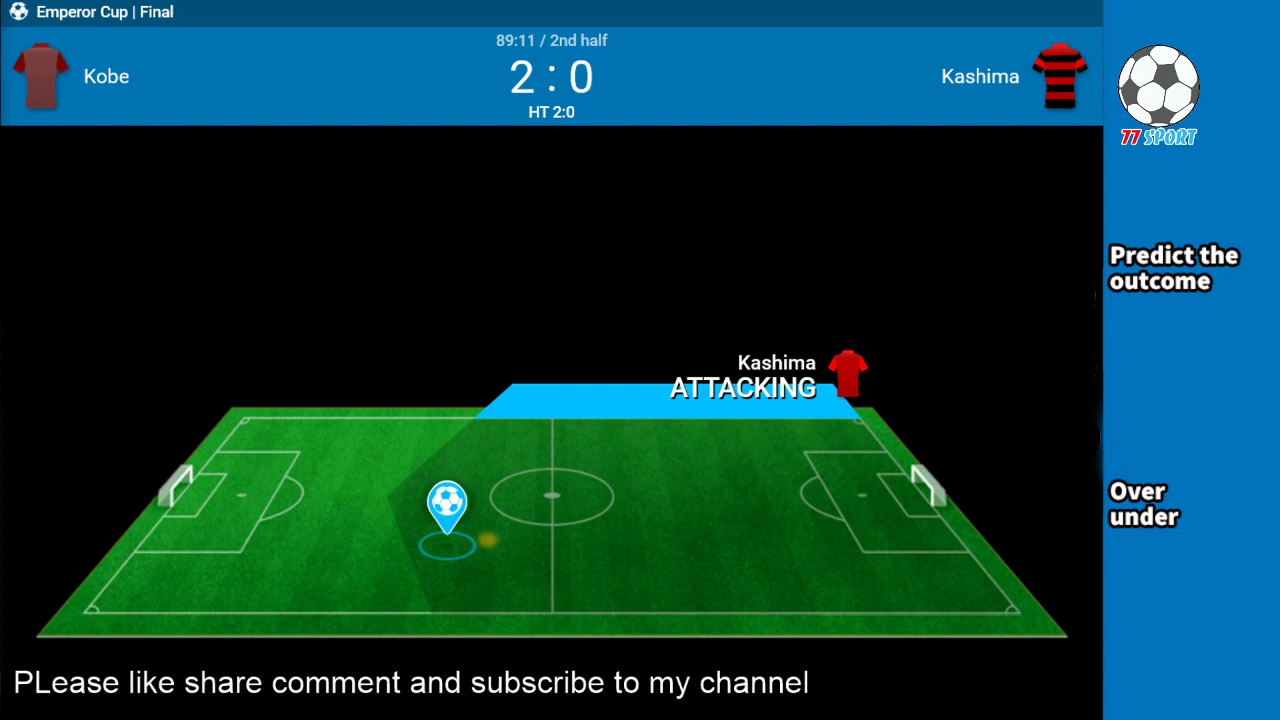 Emperor Cup | Final
89:11 / 2nd half
Kobe
2 : 0
Kashima
HT 2:0
77 SPORT
Predict the
outcome
Kashima
ATTACKING
Over
under
PLease like share comment and subscribe to my channel